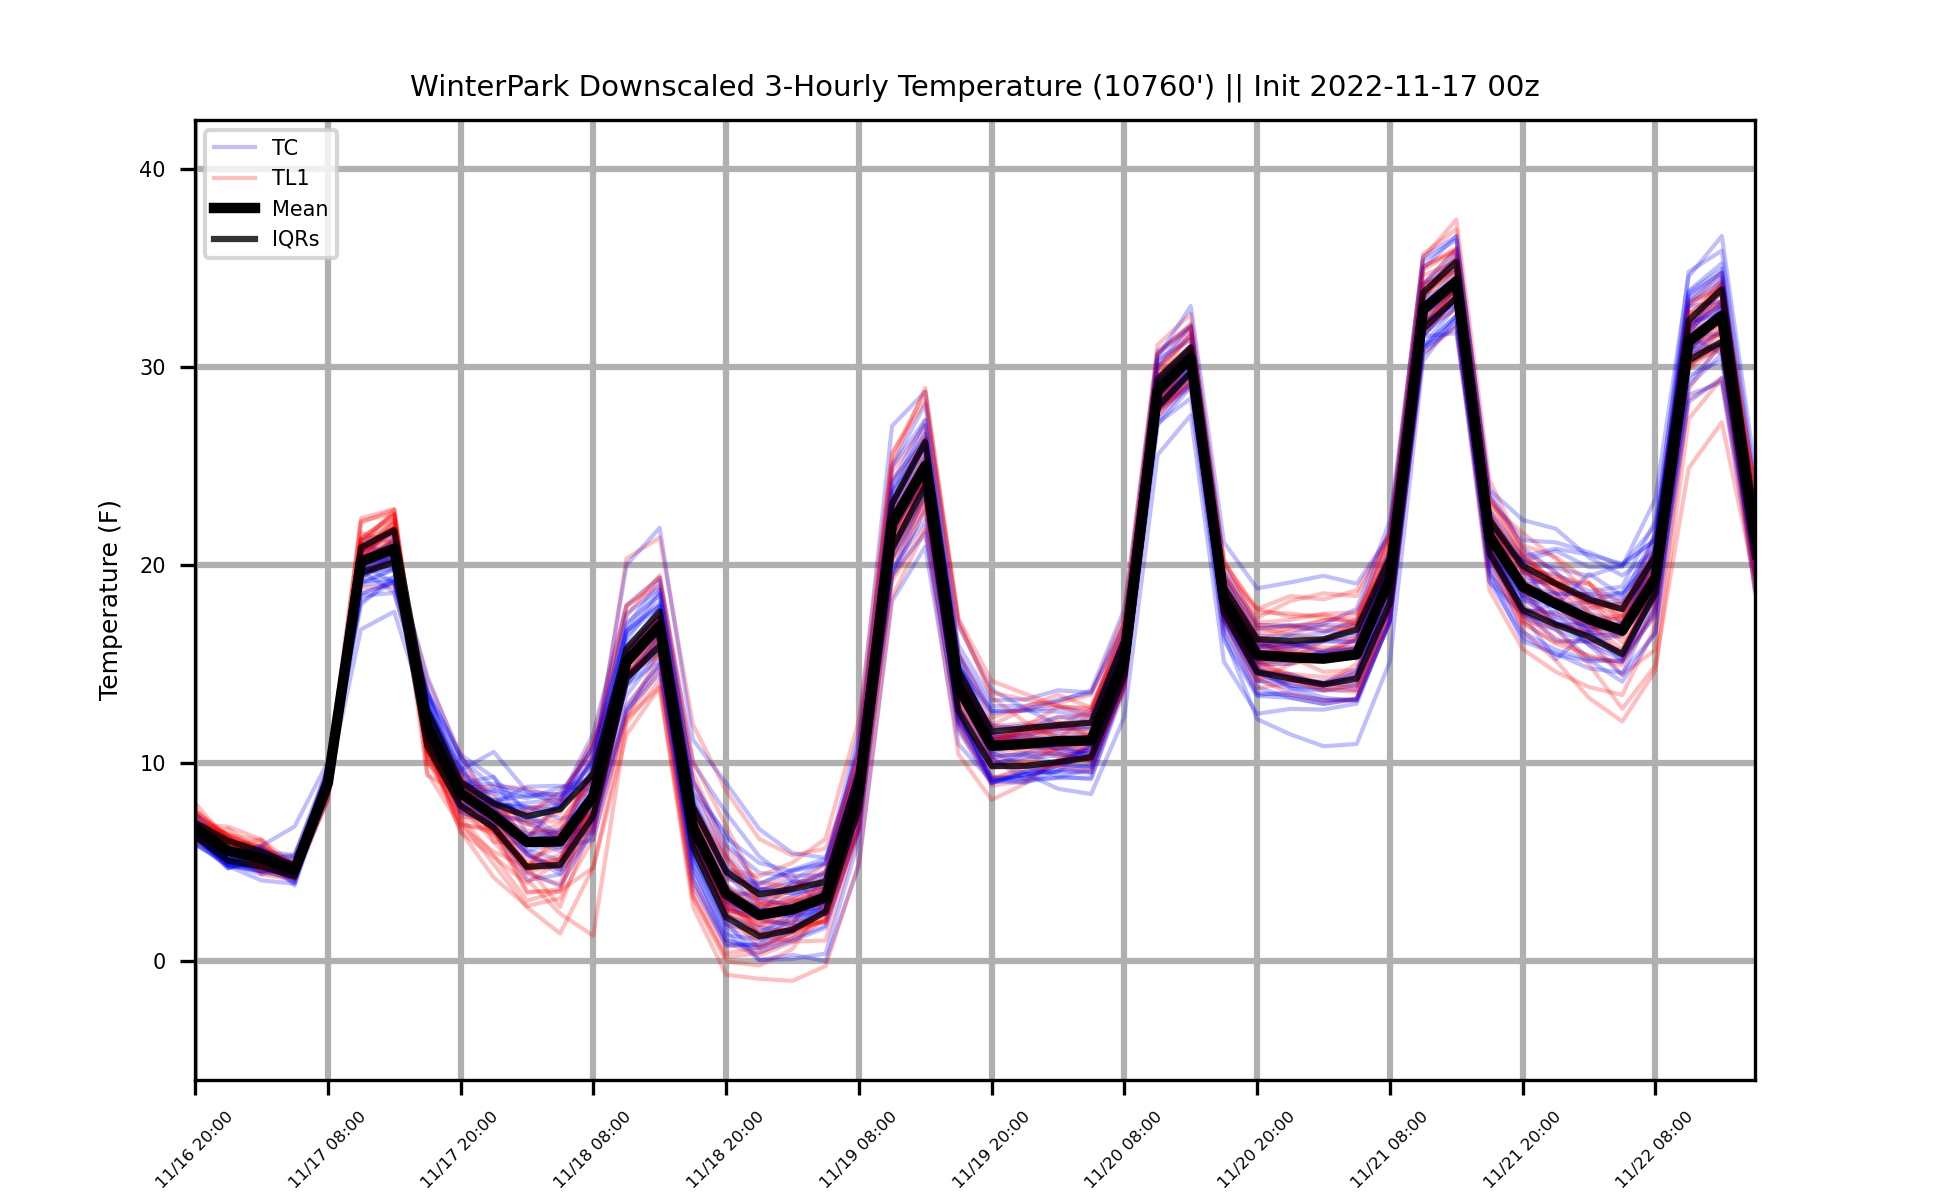 WinterPark Downscaled 3-Hourly Temperature (10760') || Init 2022-11-17 00z
TC
TL1
Mean
IQRs
Temperature (F)
40
30
20
10
0
11/16 20:00
11/17 08:00
11/17 20:00
11/18 08:00
11/18 20:00
11/19 08:00
11/19 20:00
11/20 08:00
11/20 20:00
11/21 08:00
11/21 20:00
11/22 08:00